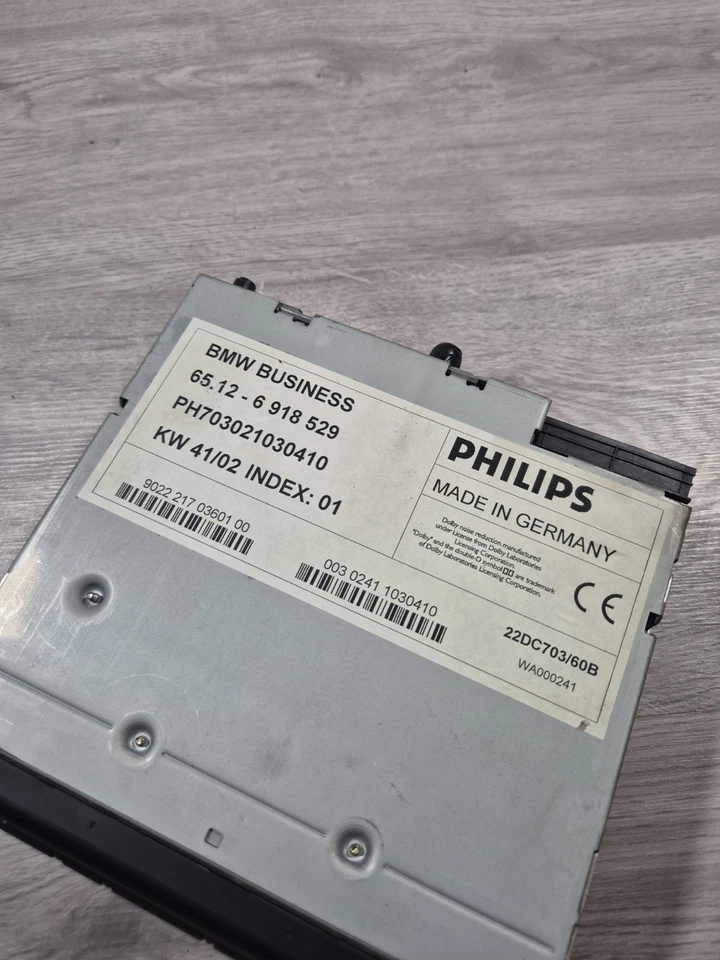 BMW BUSINESS
65.12 - 6 918 529
PH703021030410
KW 41/02 INDEX: 01
PHILIPS
MADE IN GERMANY
Dolby noise reduction manufactured
under License from Dolby Laboratories
Licensing Corporation.
"Dolby" and the double-D symbol are trademark
of Dolby Laboratories Licensing Corporation.
CE
9022 217 03601 00
003 0241 1030410
22DC703/60B
WA000241